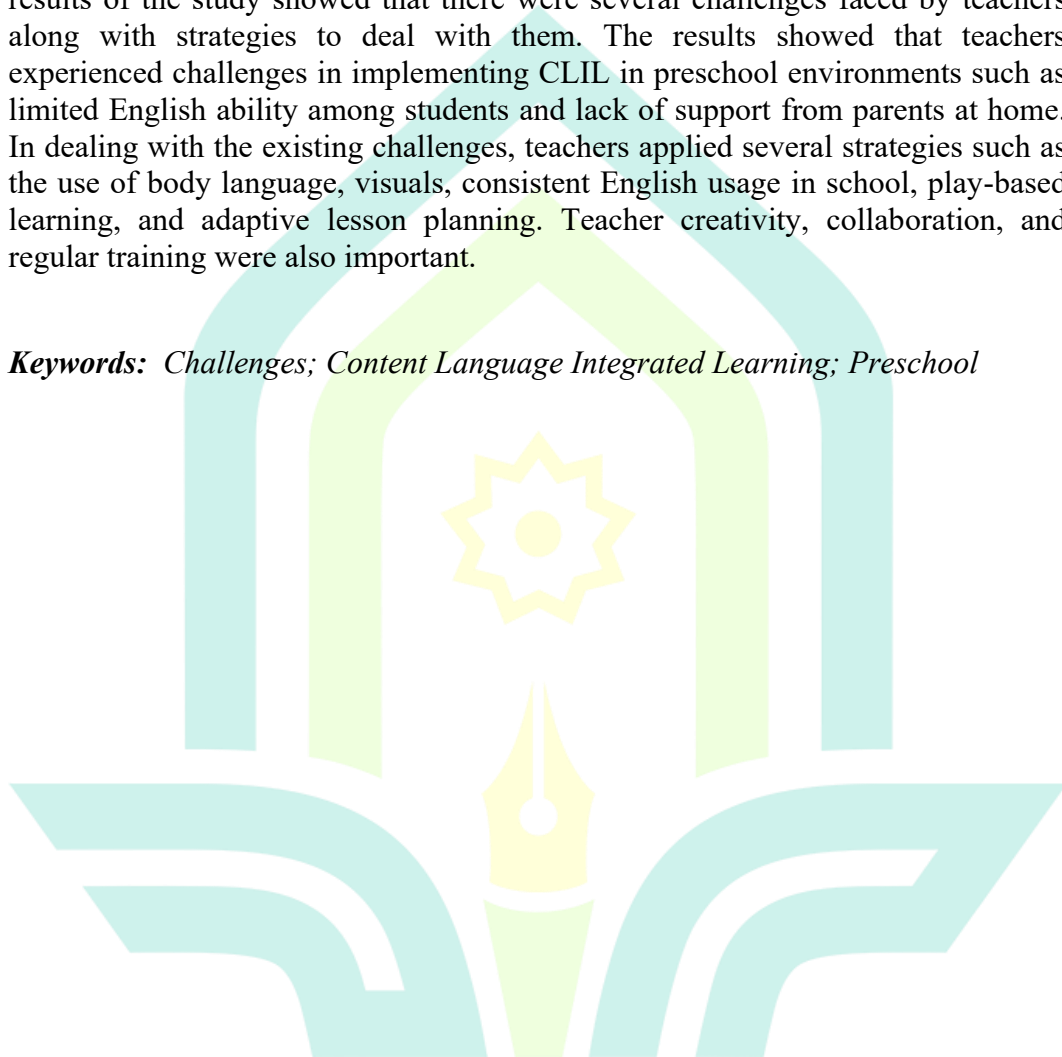 results of the study showed that there were several challenges faced by teachers
along with strategies to deal with them. The results showed that teachers
experienced challenges in implementing CLIL in preschool environments such as
limited English ability among students and lack of support from parents at home.
In dealing with the existing challenges, teachers applied several strategies such as
the use of body language, visuals, consistent English usage in school, play-based
learning, and adaptive lesson planning. Teacher creativity, collaboration, and
regular training were also important.
Keywords: Challenges; Content Language Integrated Learning; Preschool